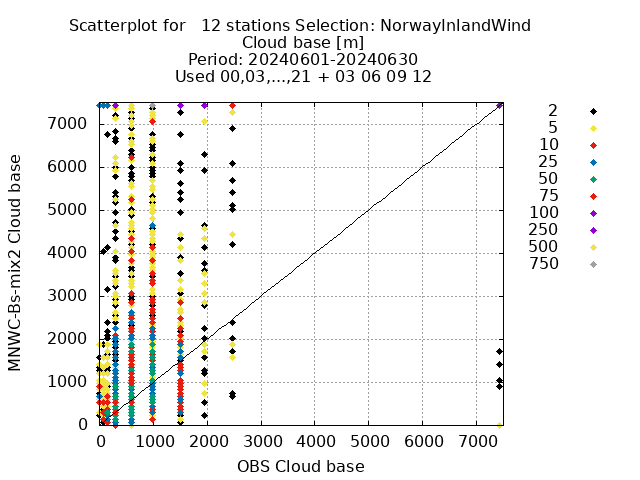 Scatterplot for   12 stations Selection: NorwayInlandWind
Cloud base [m]
Period: 20240601-20240630
Used 00,03,...,21 + 03 06 09 12
MNWC-Bs-mix2 Cloud base
7000
6000
5000
4000
3000
2000
1000
0
0 1000 2000 3000 4000 5000 6000 7000
OBS Cloud base
2
5
10
25
50
75
100
250
500
750